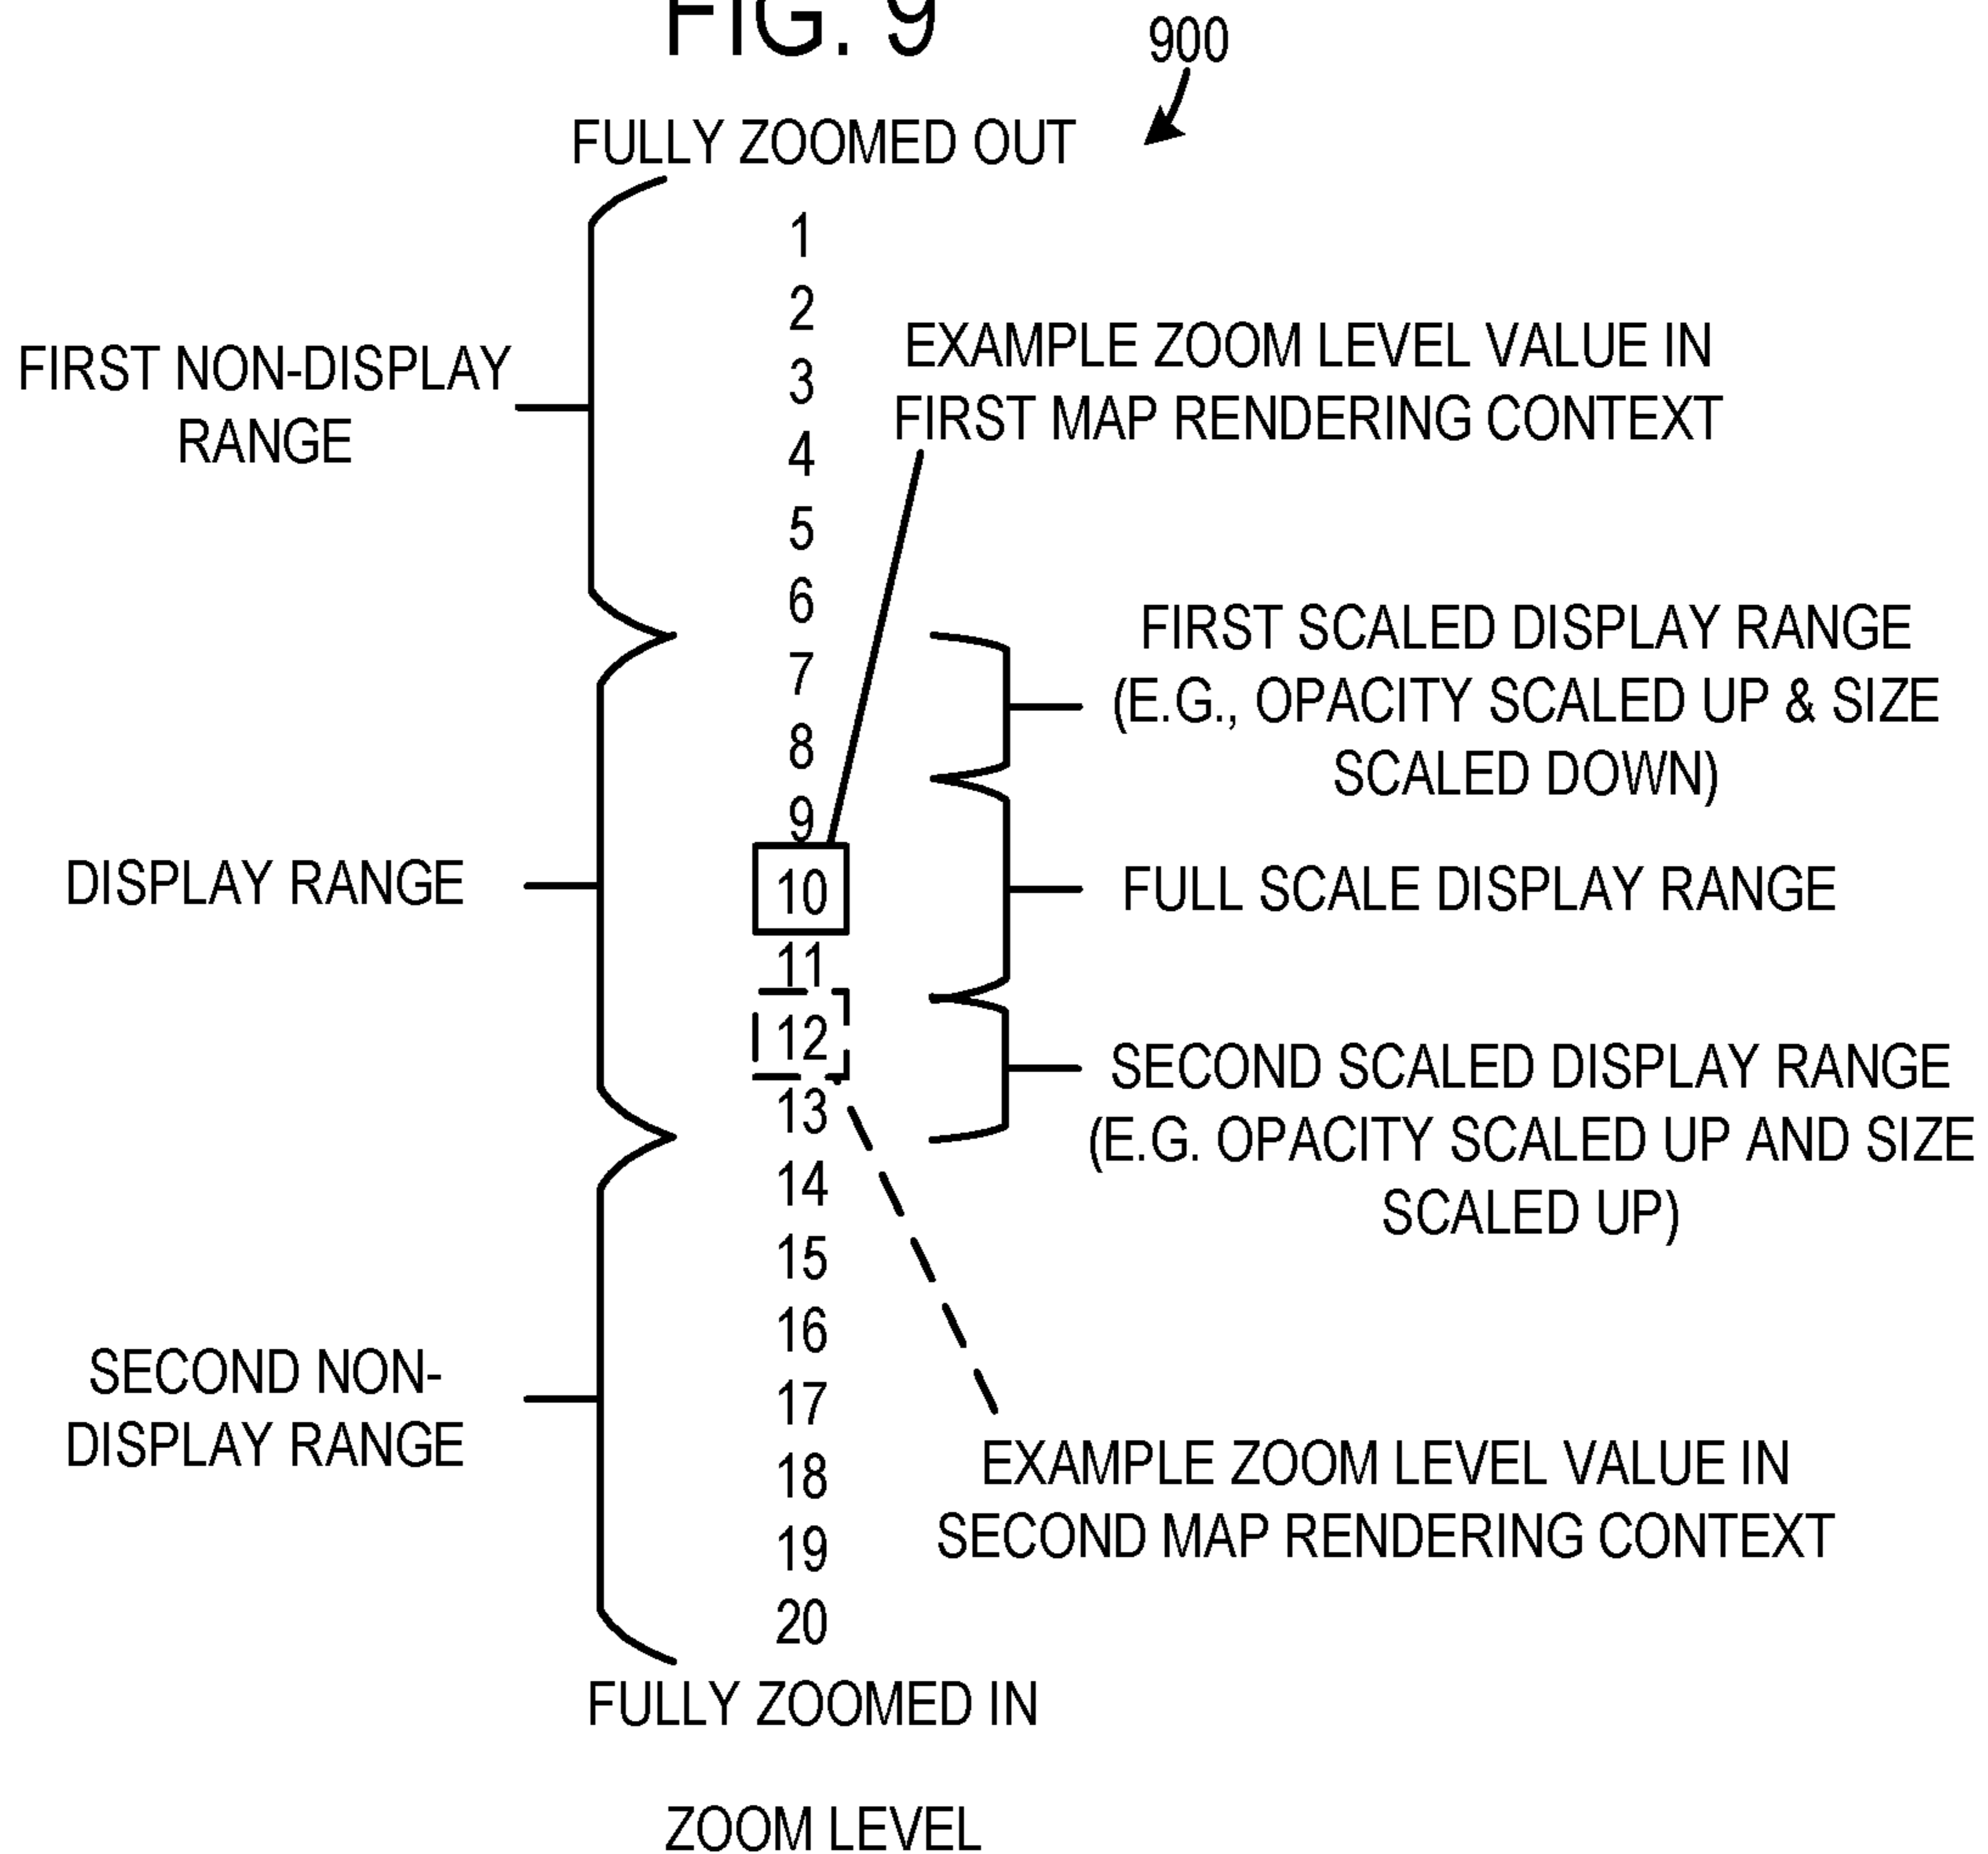 FIG. 9
900
FULLY ZOOMED OUT
1
2
3
4
5
6
7
8
9
10
11
12
13
14
15
16
17
18
19
20
FULLY ZOOMED IN
ZOOM LEVEL
FIRST NON-DISPLAY
RANGE
DISPLAY RANGE
SECOND NON-
DISPLAY RANGE
EXAMPLE ZOOM LEVEL VALUE IN
FIRST MAP RENDERING CONTEXT
FIRST SCALED DISPLAY RANGE
(E.G., OPACITY SCALED UP & SIZE
SCALED DOWN)
FULL SCALE DISPLAY RANGE
SECOND SCALED DISPLAY RANGE
(E.G. OPACITY SCALED UP AND SIZE
SCALED UP)
EXAMPLE ZOOM LEVEL VALUE IN
SECOND MAP RENDERING CONTEXT